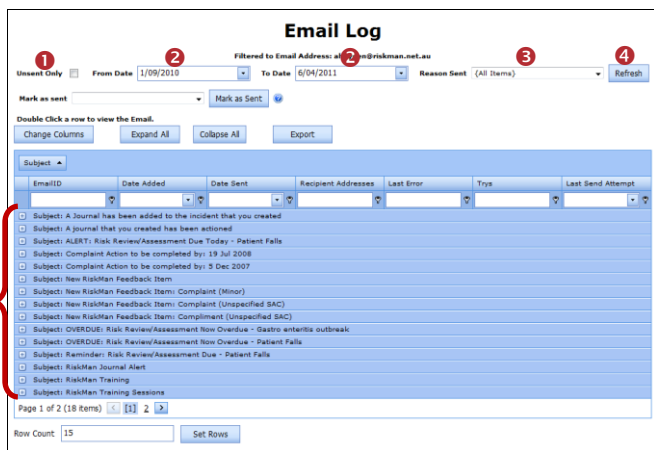 Email Log
Filtered to Email Address: @riskman.net.au
1 2 2 3 4
Unsent Only From Date 1/09/2010 To Date 6/04/2011 Reason Sent {All Items} Refresh
Mark as sent Mark as Sent
Double Click a row to view the Email.
Change Columns Expand All Collapse All Export
Subject
EmailID Date Added Date Sent Recipient Addresses Last Error Trys Last Send Attempt
Subject: A Journal has been added to the incident that you created
Subject: A journal that you created has been actioned
Subject: ALERT: Risk Review/Assessment Due Today - Patient Falls
Subject: Complaint Action to be completed by: 19 Jul 2008
Subject: Complaint Action to be completed by: 5 Dec 2007
Subject: New RiskMan Feedback Item
Subject: New RiskMan Feedback Item: Complaint (Minor)
Subject: New RiskMan Feedback Item: Complaint (Unspecified SAC)
Subject: New RiskMan Feedback Item: Compliment (Unspecified SAC)
Subject: OVERDUE: Risk Review/Assessment Now Overdue - Gastro enteritis outbreak
Subject: OVERDUE: Risk Review/Assessment Now Overdue - Patient Falls
Subject: Reminder: Risk Review/Assessment Due - Patient Falls
Subject: RiskMan Journal Alert
Subject: RiskMan Training
Subject: RiskMan Training Sessions
Page 1 of 2 (18 items) [1] 2
Row Count 15 Set Rows